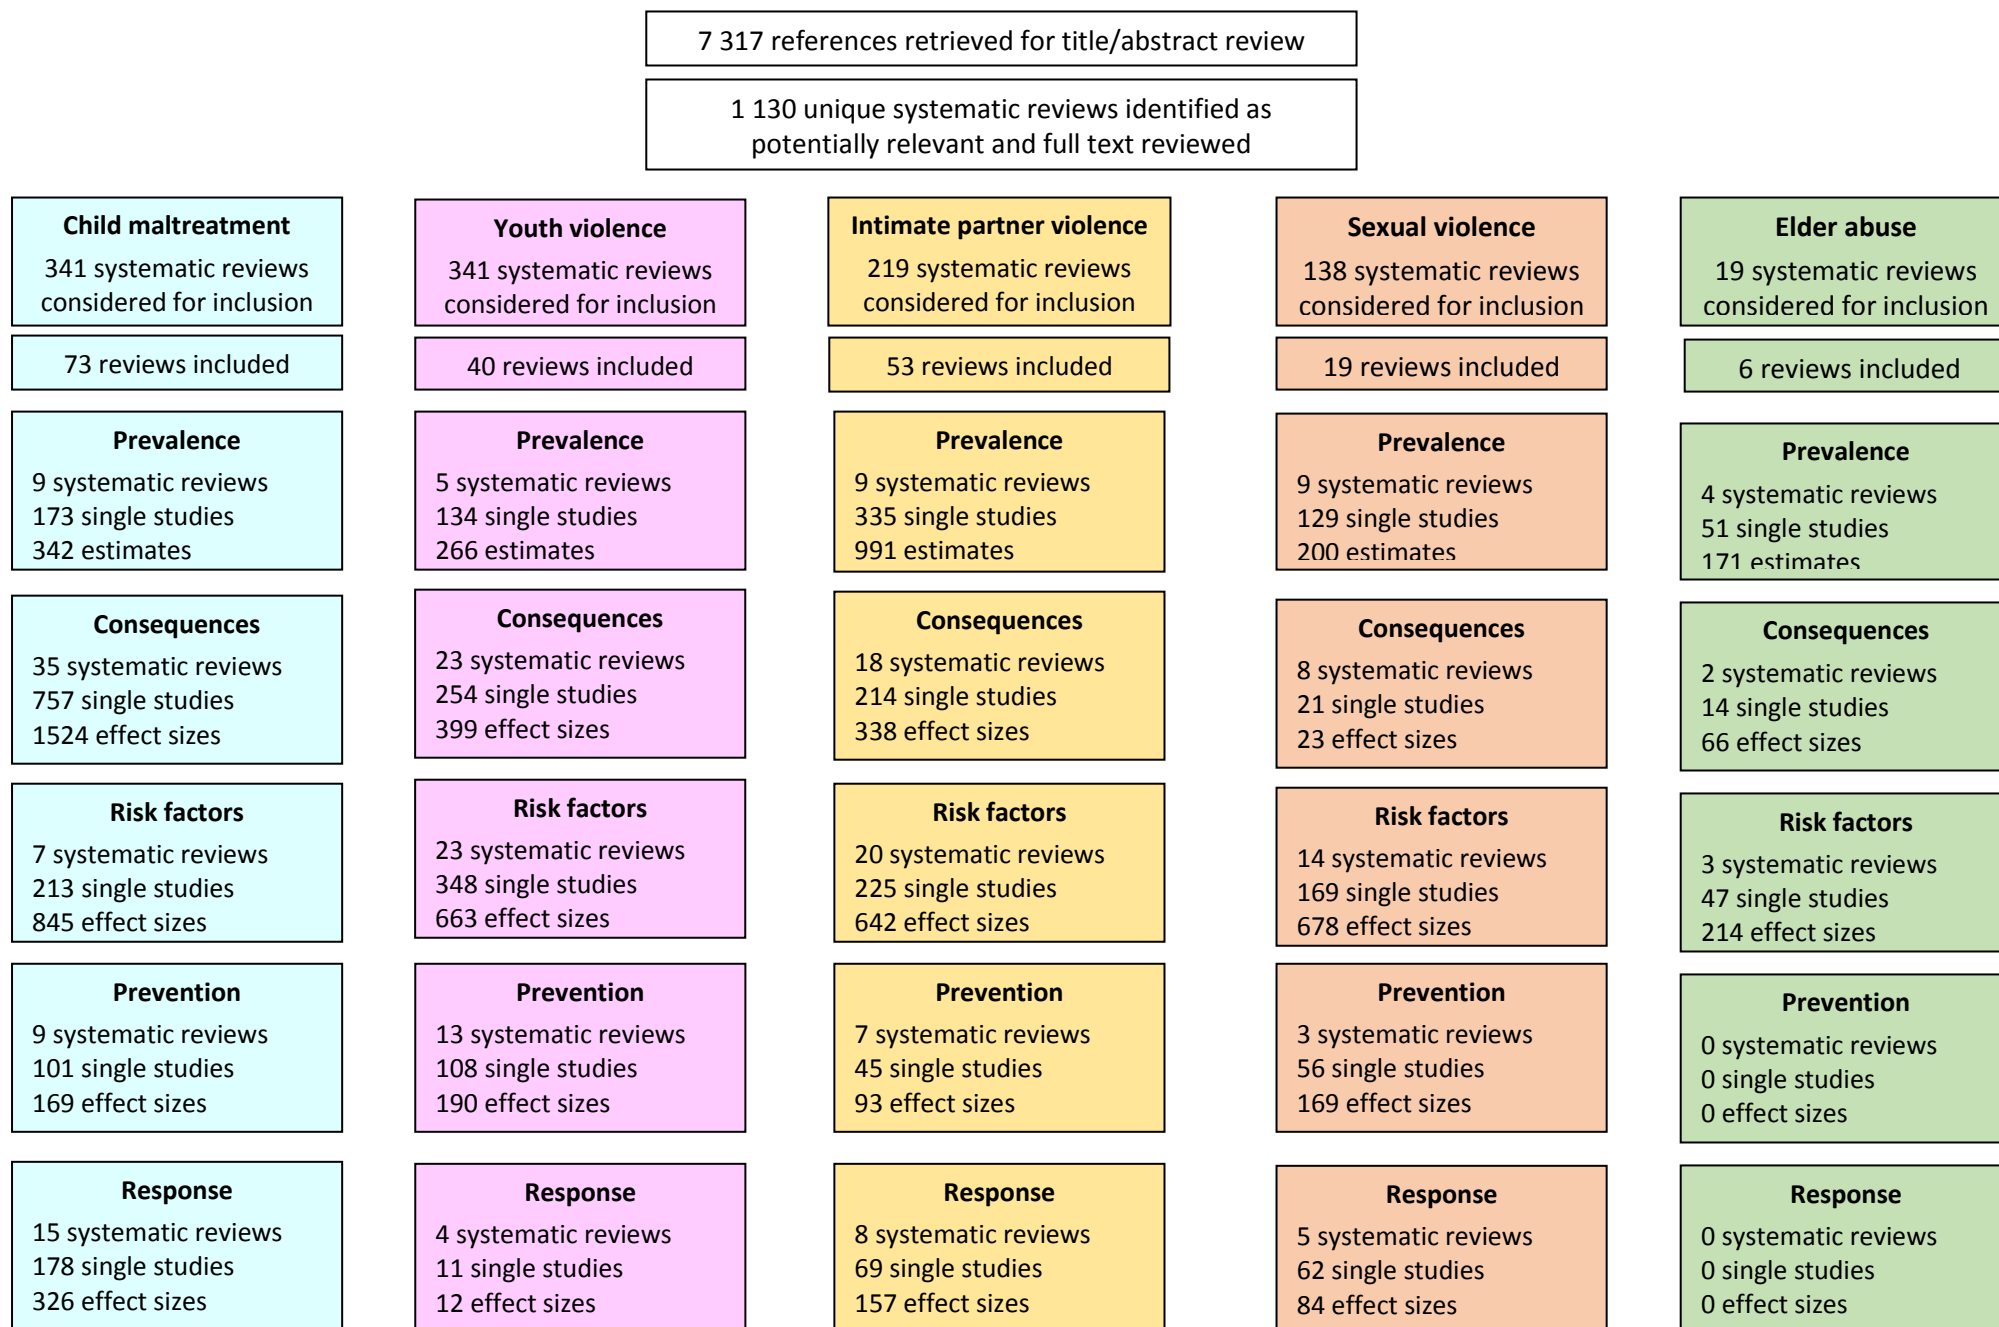 7 317 references retrieved for title/abstract review
1 130 unique systematic reviews identified as
potentially relevant and full text reviewed
Child maltreatment
341 systematic reviews
considered for inclusion
73 reviews included
Prevalence
9 systematic reviews
173 single studies
342 estimates
Consequences
35 systematic reviews
757 single studies
1524 effect sizes
Risk factors
7 systematic reviews
213 single studies
845 effect sizes
Prevention
9 systematic reviews
101 single studies
169 effect sizes
Response
15 systematic reviews
178 single studies
326 effect sizes
Youth violence
341 systematic reviews
considered for inclusion
40 reviews included
Prevalence
5 systematic reviews
134 single studies
266 estimates
Consequences
23 systematic reviews
254 single studies
399 effect sizes
Risk factors
23 systematic reviews
348 single studies
663 effect sizes
Prevention
13 systematic reviews
108 single studies
190 effect sizes
Response
4 systematic reviews
11 single studies
12 effect sizes
Intimate partner violence
219 systematic reviews
considered for inclusion
53 reviews included
Prevalence
9 systematic reviews
335 single studies
991 estimates
Consequences
18 systematic reviews
214 single studies
338 effect sizes
Risk factors
20 systematic reviews
225 single studies
642 effect sizes
Prevention
7 systematic reviews
45 single studies
93 effect sizes
Response
8 systematic reviews
69 single studies
157 effect sizes
Sexual violence
138 systematic reviews
considered for inclusion
19 reviews included
Prevalence
9 systematic reviews
129 single studies
200 estimates
Consequences
8 systematic reviews
21 single studies
23 effect sizes
Risk factors
14 systematic reviews
169 single studies
678 effect sizes
Prevention
3 systematic reviews
56 single studies
169 effect sizes
Response
5 systematic reviews
62 single studies
84 effect sizes
Elder abuse
19 systematic reviews
considered for inclusion
6 reviews included
Prevalence
4 systematic reviews
51 single studies
171 estimates
Consequences
2 systematic reviews
14 single studies
66 effect sizes
Risk factors
3 systematic reviews
47 single studies
214 effect sizes
Prevention
0 systematic reviews
0 single studies
0 effect sizes
Response
0 systematic reviews
0 single studies
0 effect sizes